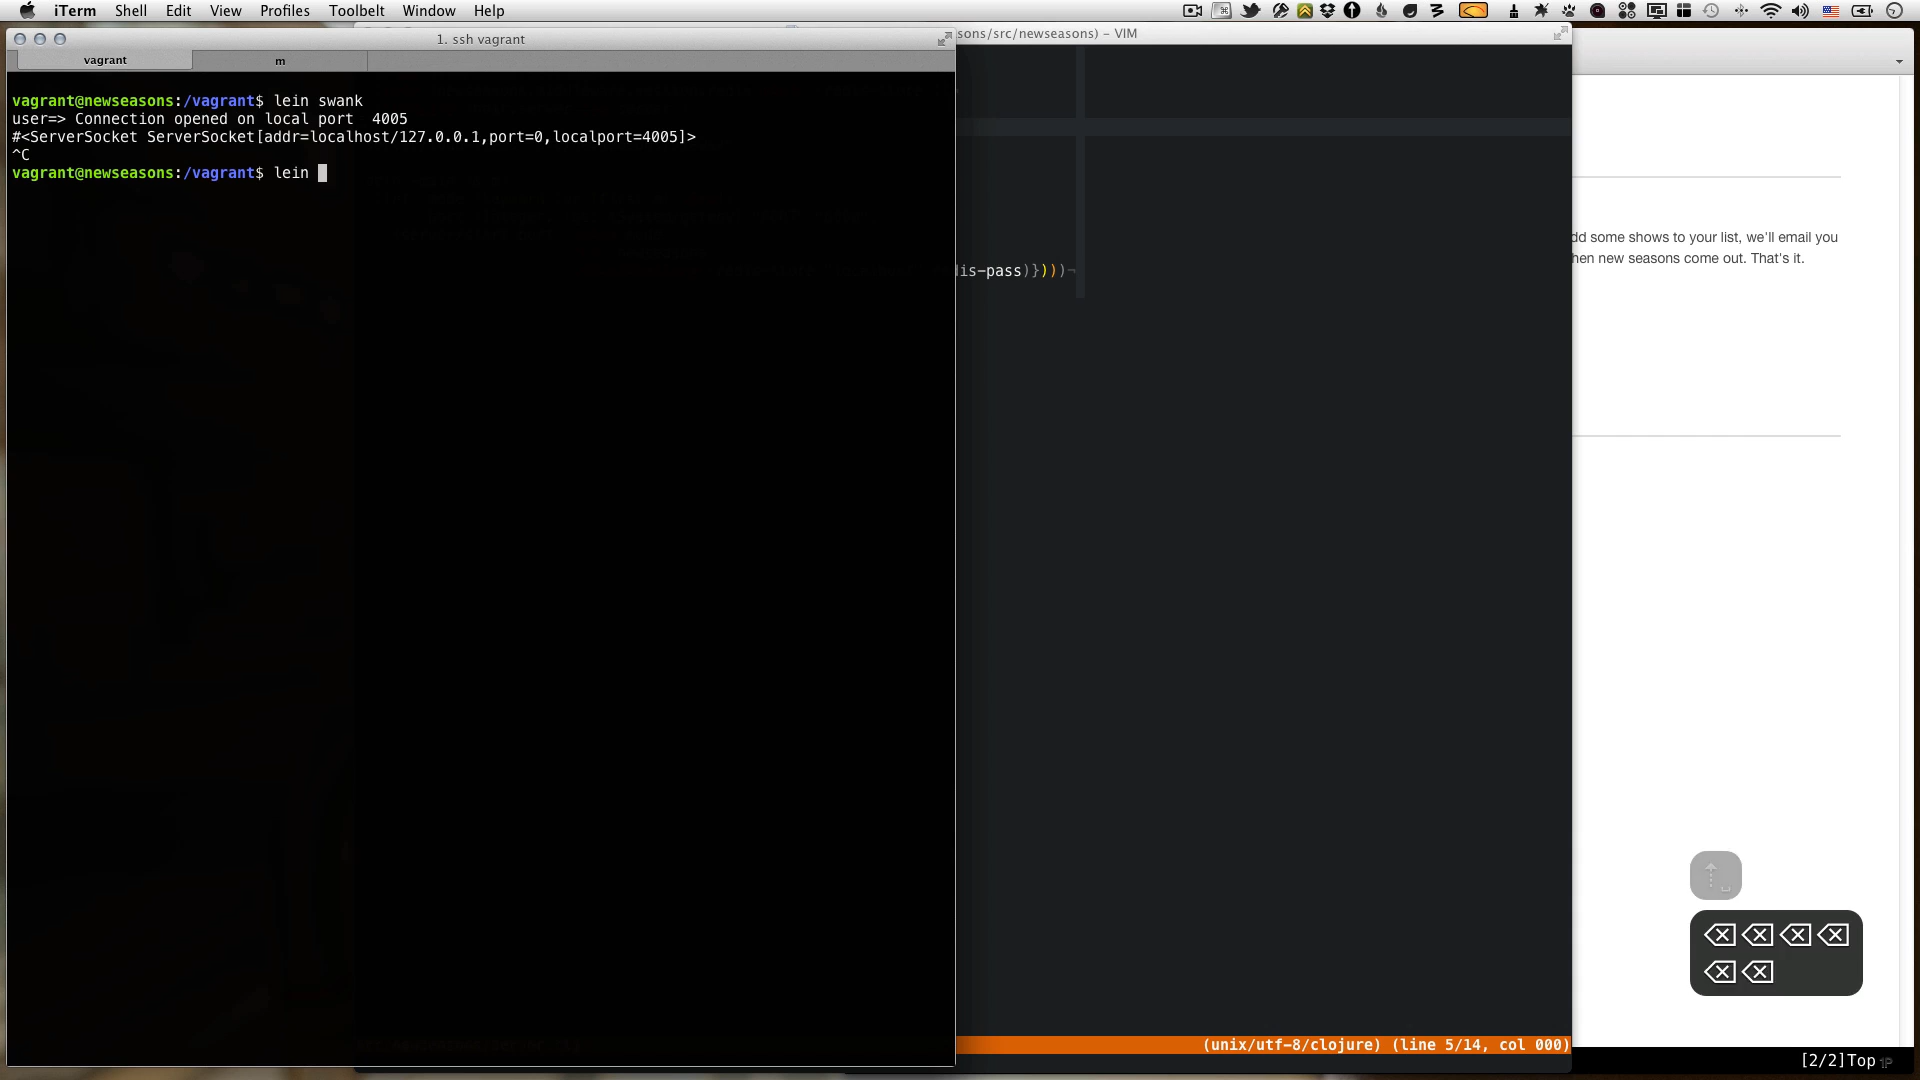 iTerm Shell Edit View Profiles Toolbelt Window Help
1. ssh vagrant
sons/src/newseasons) – VIM
vagrant
m
vagrant@newseasons:/vagrant$ lein swank
user=> Connection opened on local port  4005
#<ServerSocket ServerSocket[addr=localhost/127.0.0.1,port=0,localport=4005]>
^C
vagrant@newseasons:/vagrant$ lein
is-pass)})))¬
dd some shows to your list, we'll email you
hen new seasons come out. That's it.
(unix/utf-8/clojure) (line 5/14, col 000)
[2/2]Top